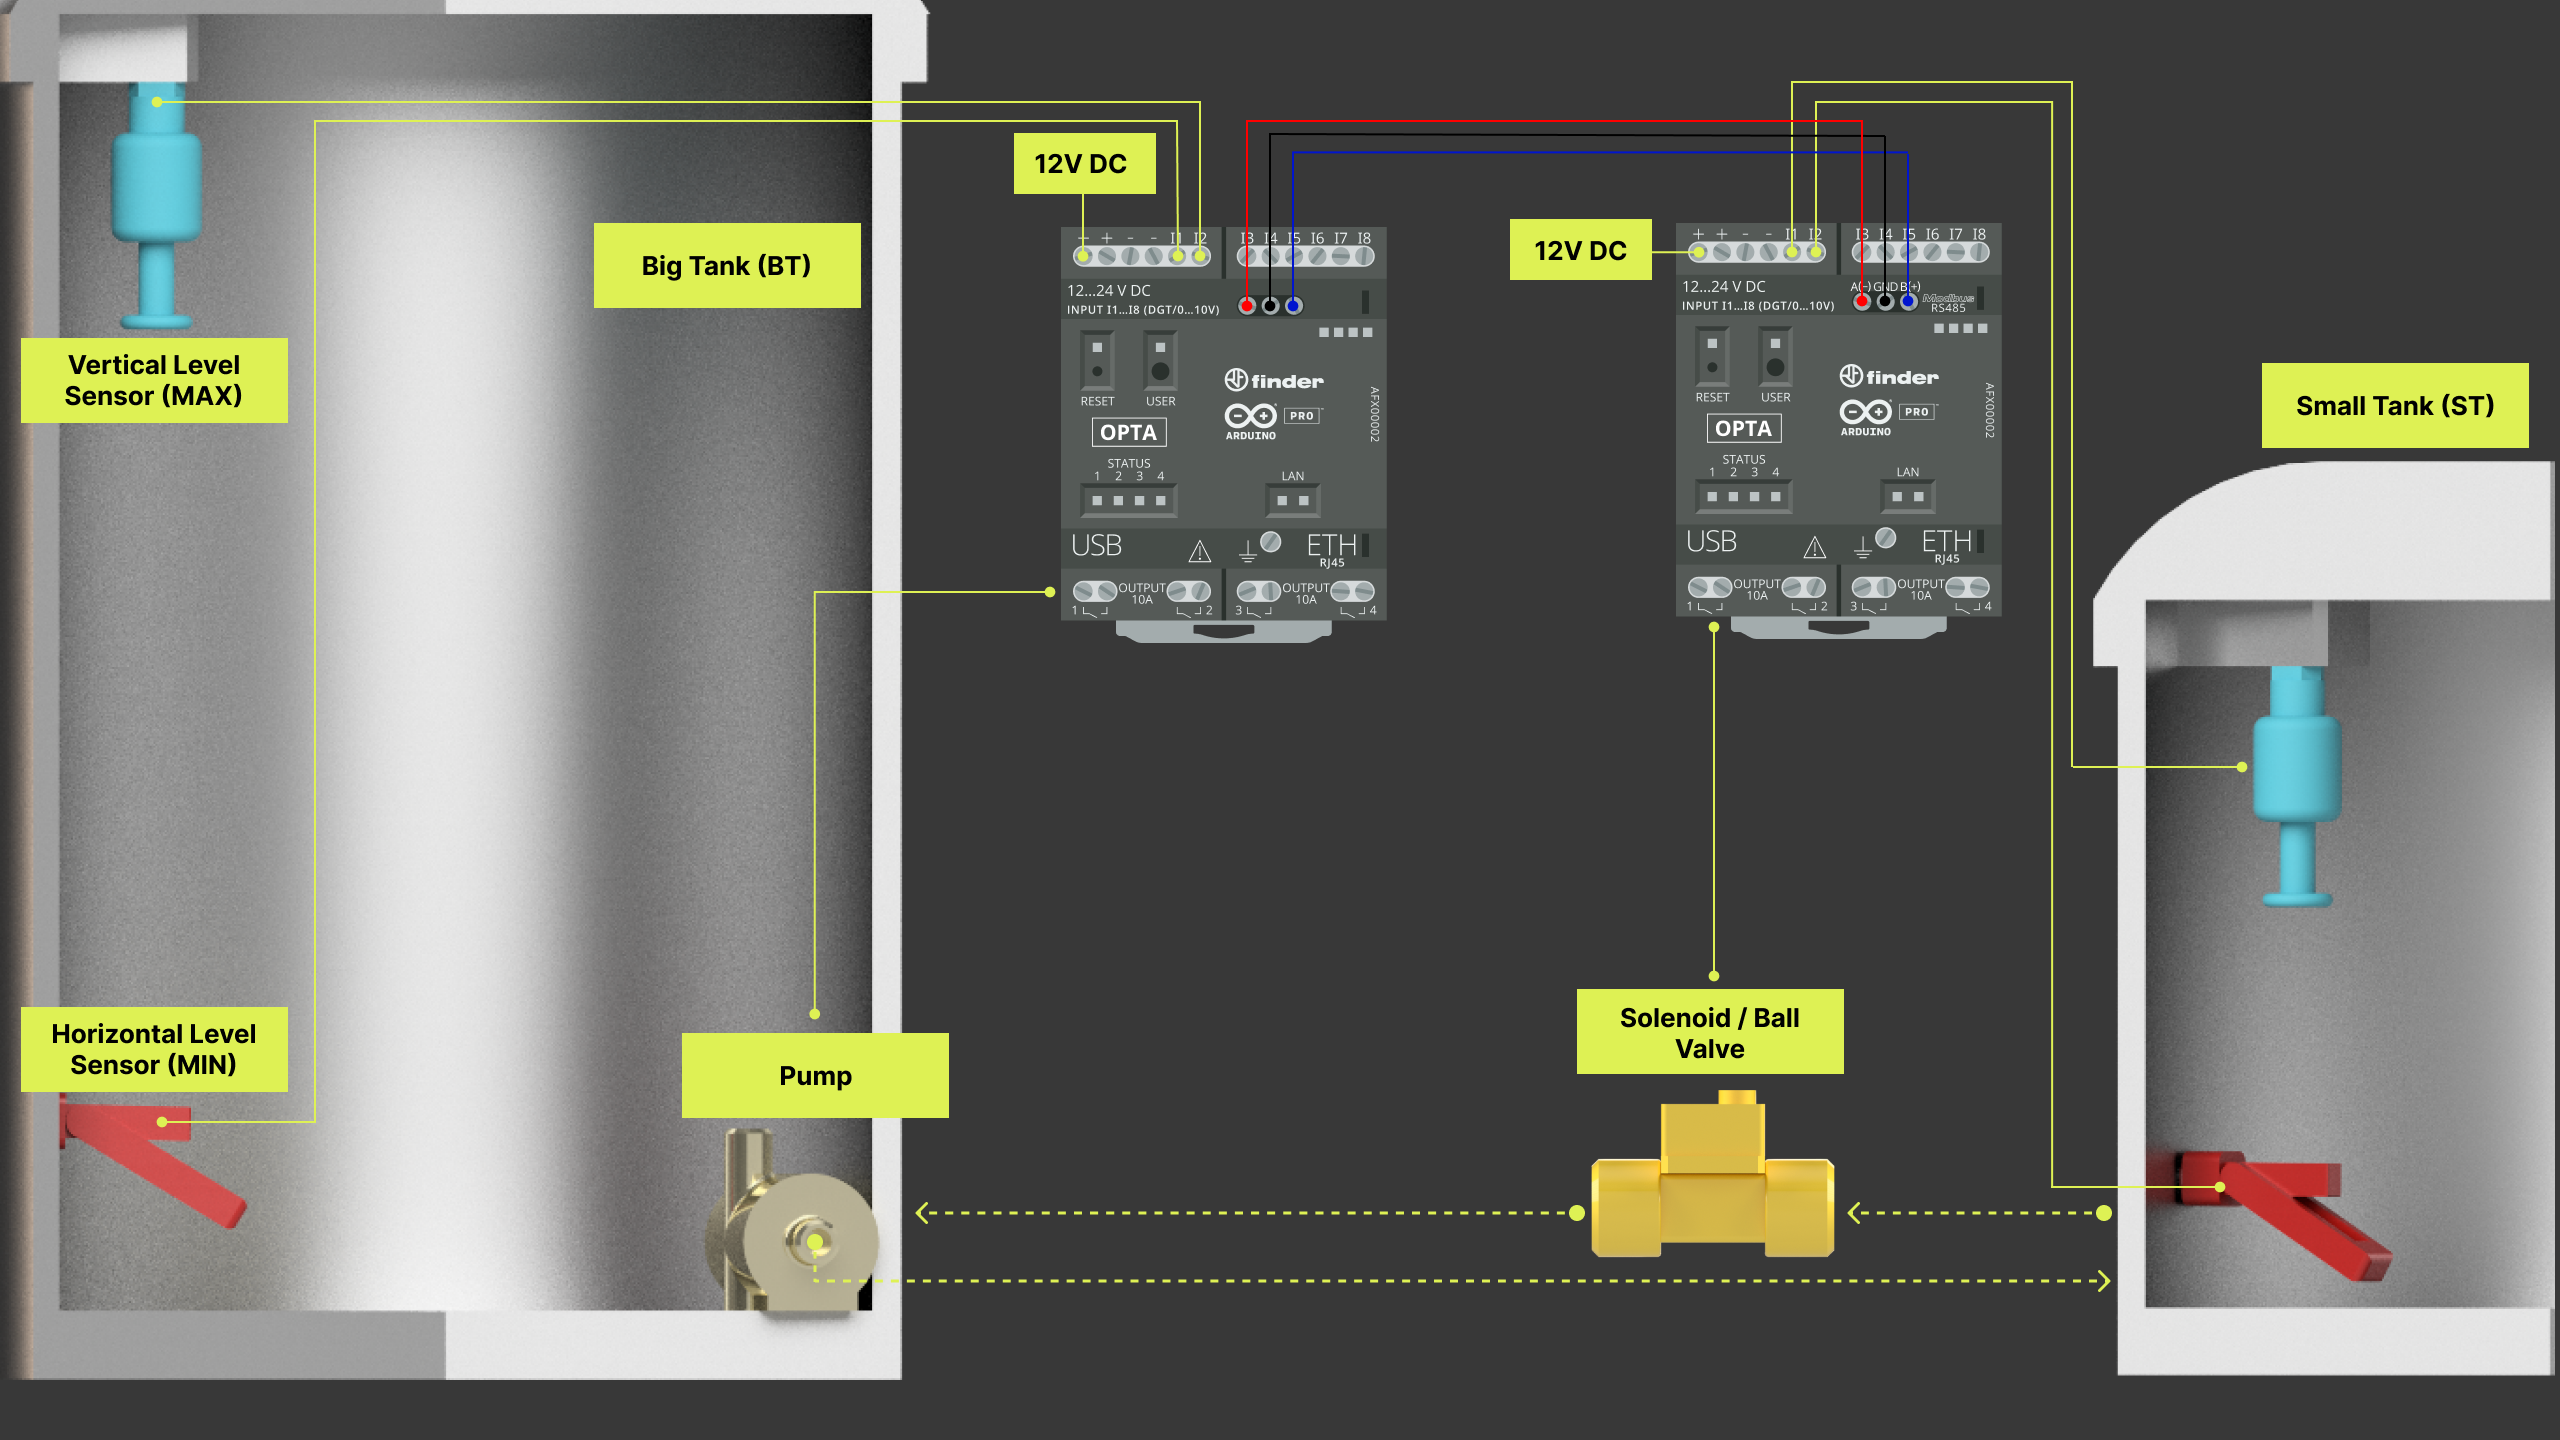 12V DC
Big Tank (BT)
Vertical Level
Sensor (MAX)
Horizontal Level
Sensor (MIN)
Pump
+ + - - I1 I2 I3 I4 I5 I6 I7 I8
12...24 V DC
INPUT I1...I8 (DGT/0...10V)
RESET USER
finder
PRO
ARDUINO
AFX00002
OPTA
STATUS
1 2 3 4
LAN
USB
ETH
RJ45
OUTPUT
10A
OUTPUT
10A
1 2 3 4
12V DC
+ + - - I1 I2 I3 I4 I5 I6 I7 I8
12...24 V DC
A(-) GND B(+)
INPUT I1...I8 (DGT/0...10V)
Modbus
RS485
RESET USER
finder
PRO
ARDUINO
AFX00002
OPTA
STATUS
1 2 3 4
LAN
USB
ETH
RJ45
OUTPUT
10A
OUTPUT
10A
1 2 3 4
Solenoid / Ball
Valve
Small Tank (ST)